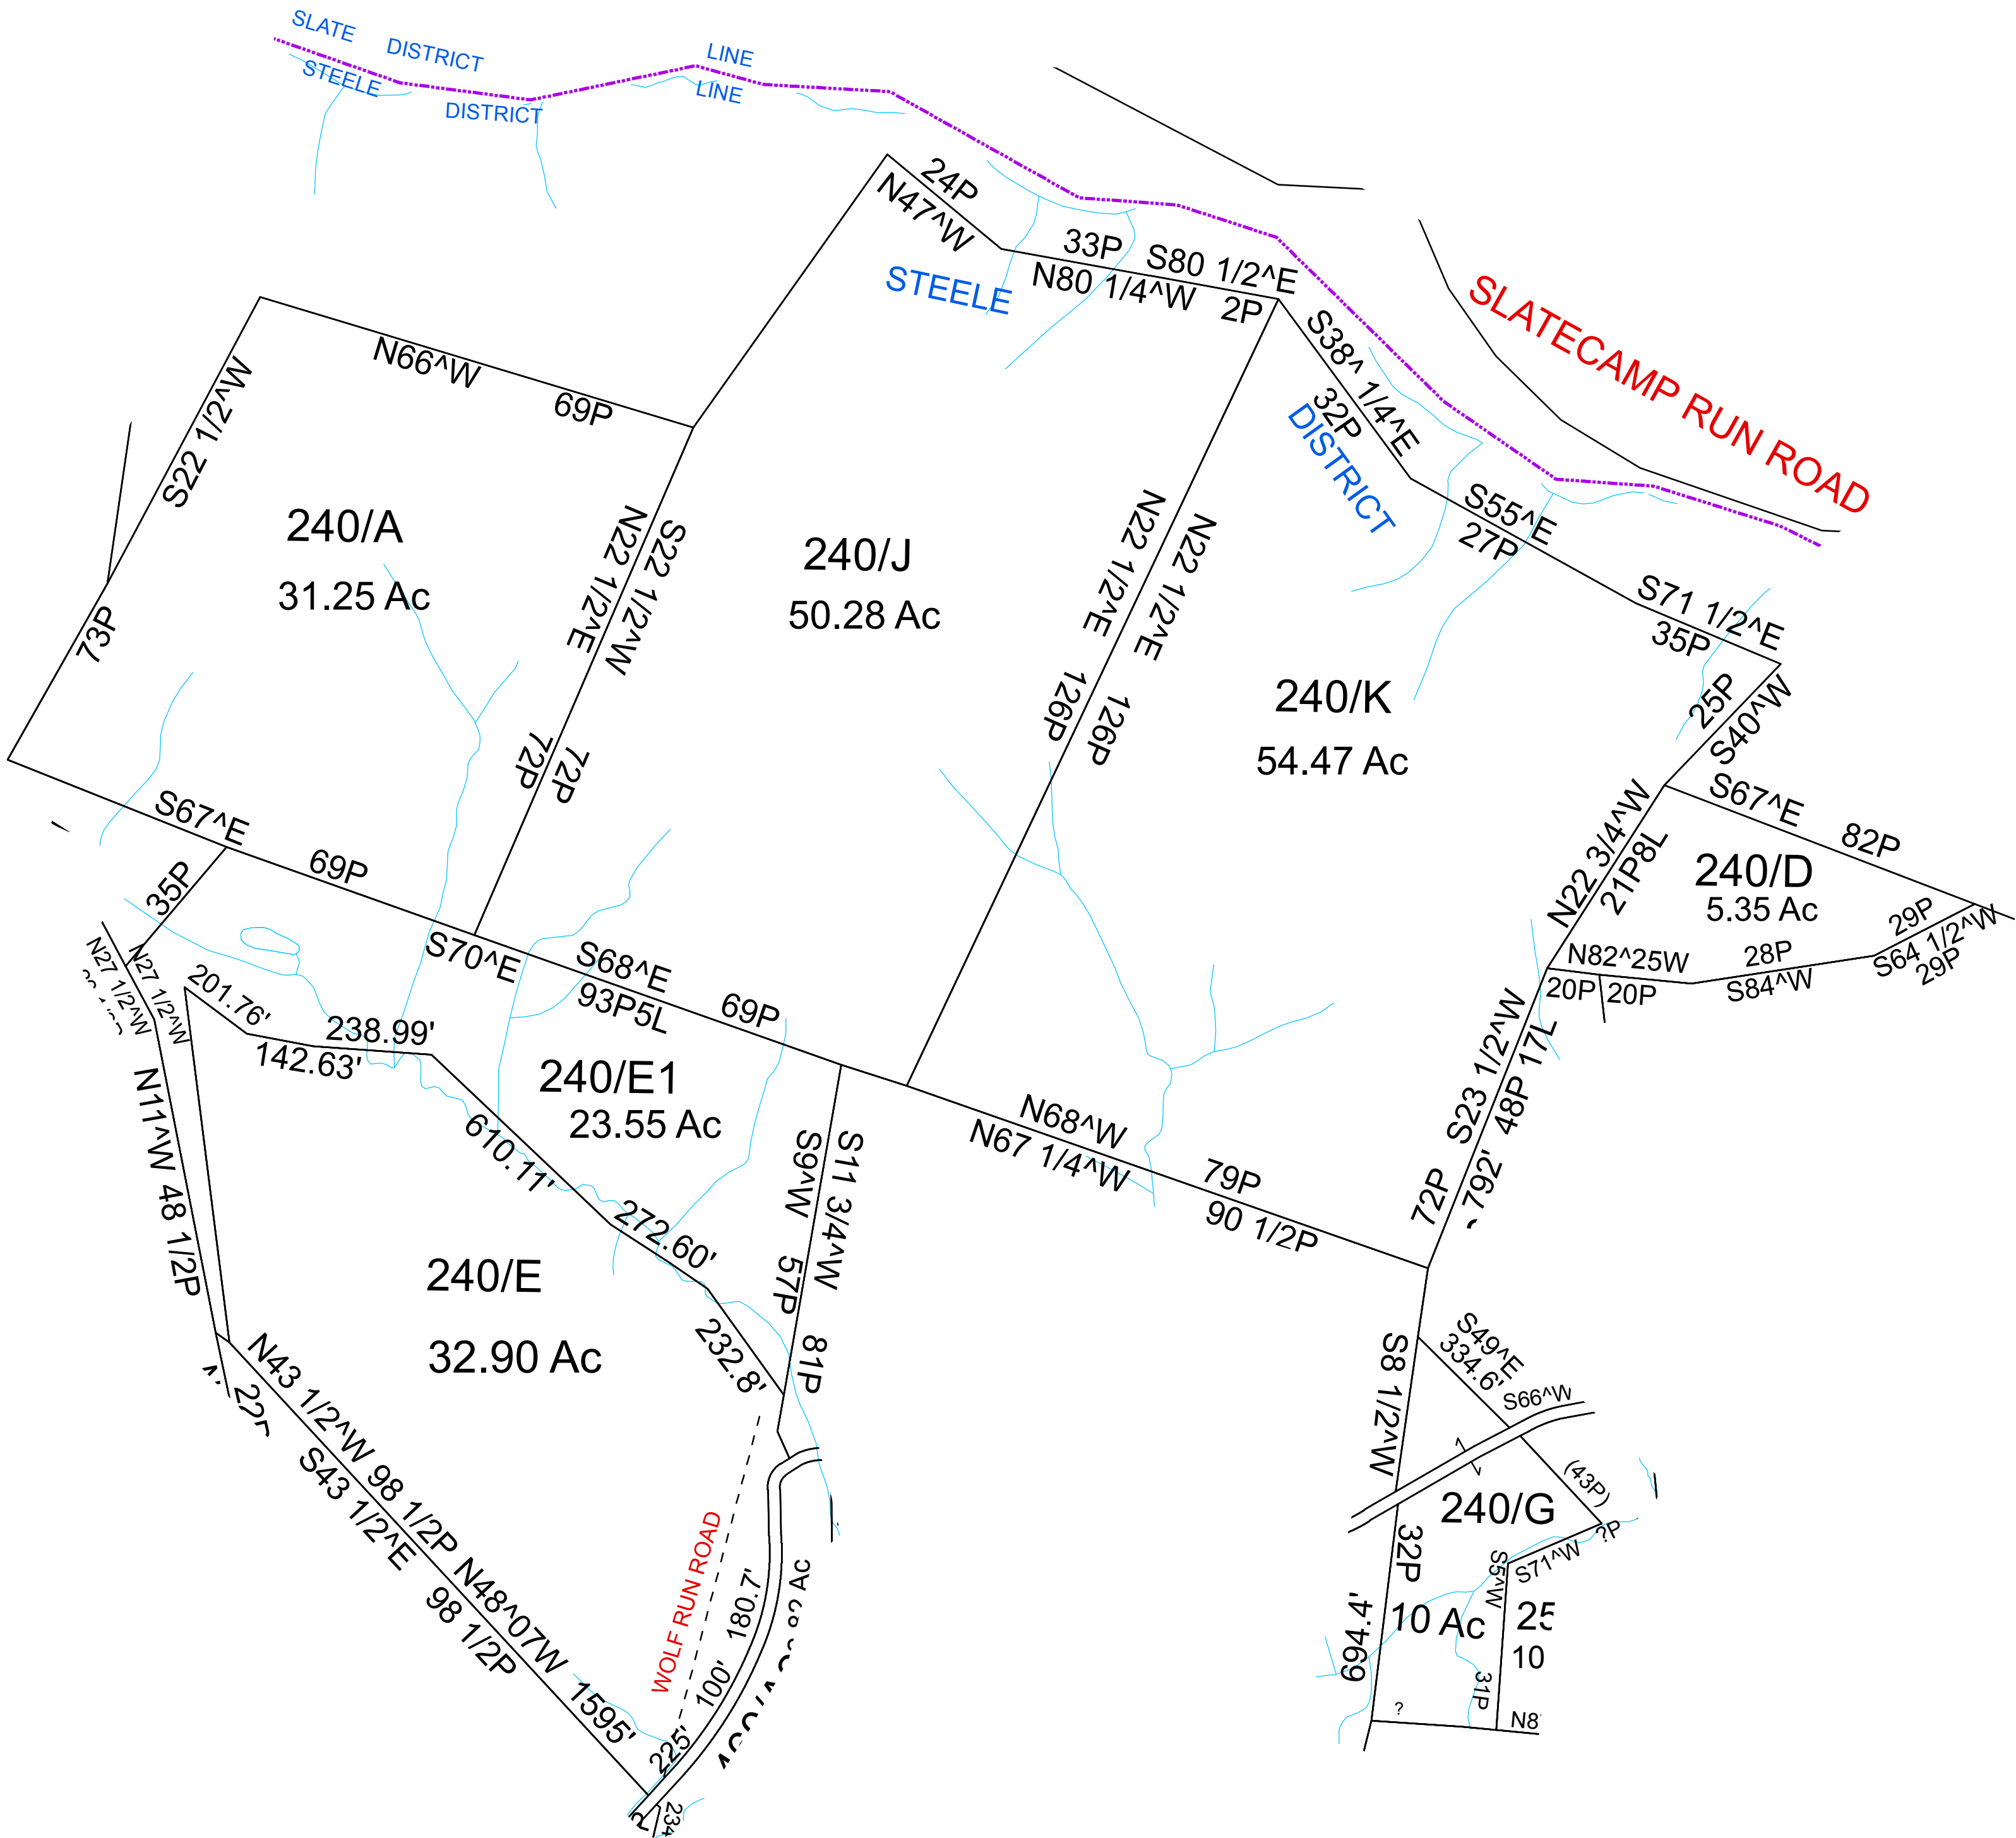 SLATE DISTRICT LINE
STEELE DISTRICT LINE
24P
N47^W
33P
S80 1/2^E
N80 1/4^W
2P
STEELE
DISTRICT
SLATECAMP RUN ROAD
S38^ 1/4^E
32P
S55^E
27P
S71 1/2^E
35P
25P
S40^W
N66^W
69P
S22 1/2^W
73P
240/A
31.25 Ac
N22 1/2^E
S22 1/2^W
72P
72P
240/J
50.28 Ac
N22 1/2^E
N22 1/2^E
126P
126P
240/K
54.47 Ac
S67^E
82P
N22 3/4^W
21P8L
240/D
5.35 Ac
29P
S64 1/2^W
29P
N82^25W
28P
S84^W
20P
20P
S67^E
69P
35P
S70^E
S68^E
93P5L
69P
N27 1/2^W
N27 1/2^W
201.76'
238.99'
142.63'
610.11'
272.60'
232.8'
240/E1
23.55 Ac
S9^W
57P
S11 3/4^W
81P
N68^W
N67 1/4^W
79P
90 1/2P
S23 1/2^W
72P
48P 17L
792'
N11^W 48 1/2P
240/E
32.90 Ac
N43 1/2^W 98 1/2P N48^07W 1595'
S43 1/2^E 98 1/2P
WOLF RUN ROAD
180.7'
100'
225'
S8 1/2^W
32P
694.4'
S49^E
334.6'
S66^W
(43P)
240/G
10 Ac
?P
S71^W
S5^W
31P
25
10
?
N8
234